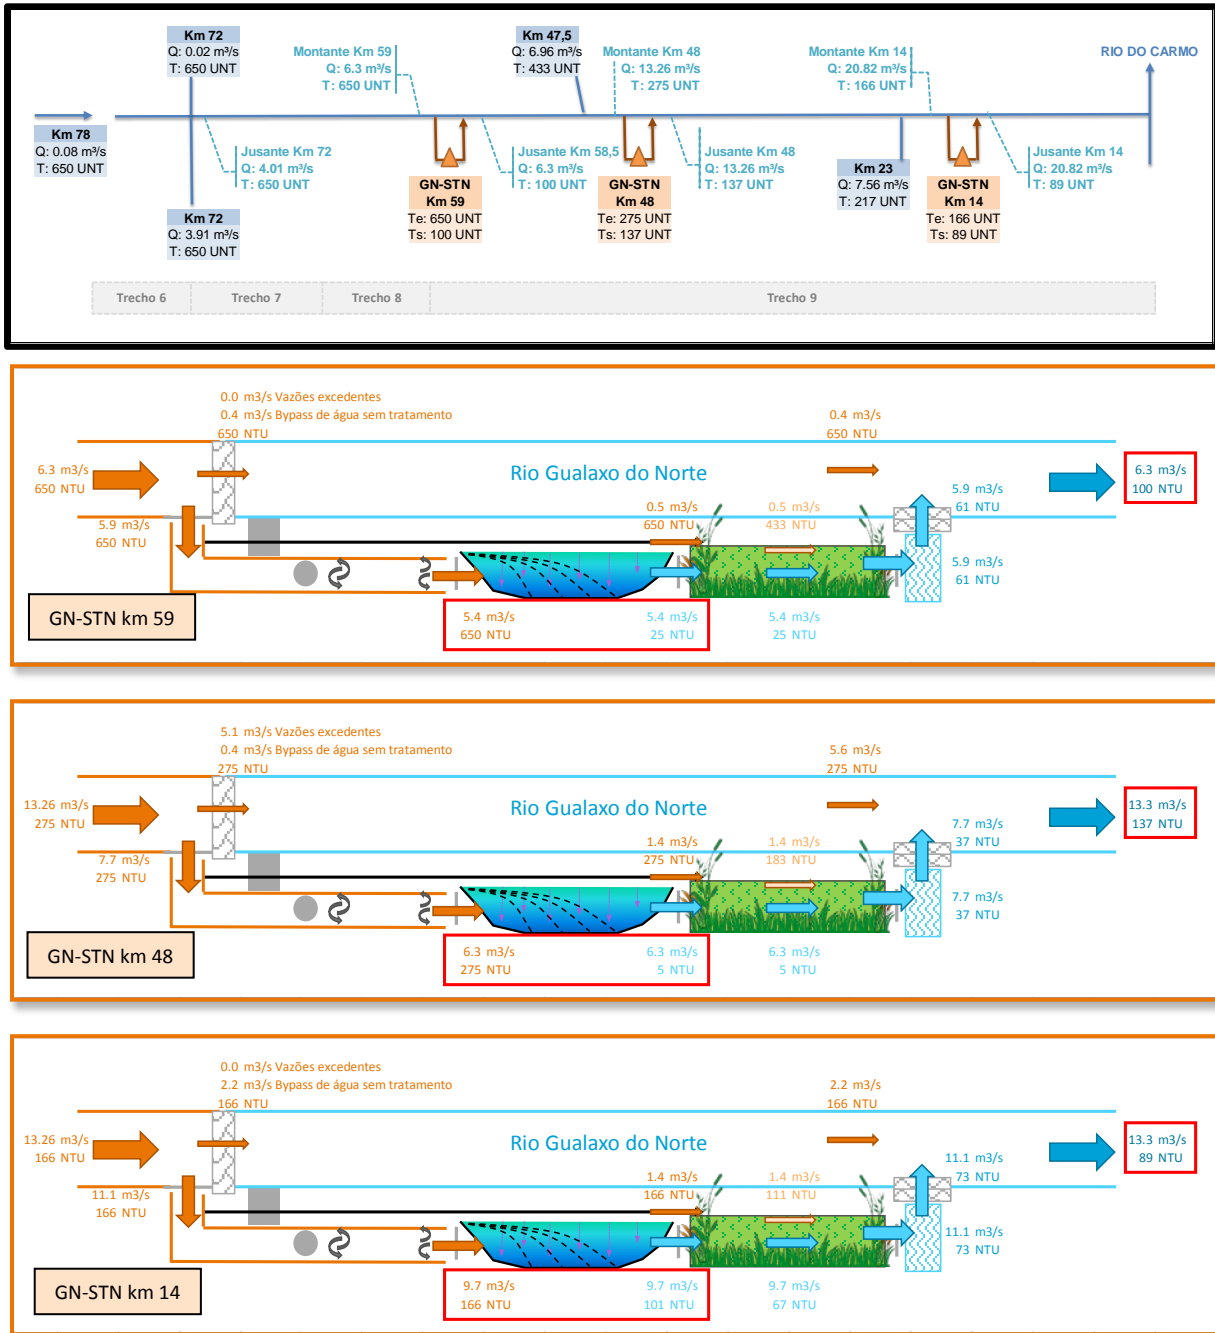 Km 72
Q: 0.02 m³/s
T: 650 UNT
Montante Km 59
Q: 6.3 m³/s
T: 650 UNT
Km 47,5
Q: 6.96 m³/s
T: 433 UNT
Montante Km 48
Q: 13.26 m³/s
T: 275 UNT
Montante Km 14
Q: 20.82 m³/s
T: 166 UNT
RIO DO CARMO
Km 78
Q: 0.08 m³/s
T: 650 UNT
Jusante Km 72
Q: 4.01 m³/s
T: 650 UNT
Km 72
Q: 3.91 m³/s
T: 650 UNT
GN-STN
Km 59
Te: 650 UNT
Ts: 100 UNT
Jusante Km 58,5
Q: 6.3 m³/s
T: 100 UNT
GN-STN
Km 48
Te: 275 UNT
Ts: 137 UNT
Jusante Km 48
Q: 13.26 m³/s
T: 137 UNT
Km 23
Q: 7.56 m³/s
T: 217 UNT
GN-STN
Km 14
Te: 166 UNT
Ts: 89 UNT
Jusante Km 14
Q: 20.82 m³/s
T: 89 UNT
Trecho 6
Trecho 7
Trecho 8
Trecho 9
0.0 m3/s Vazões excedentes
0.4 m3/s Bypass de água sem tratamento
650 NTU
0.4 m3/s
650 NTU
6.3 m3/s
650 NTU
Rio Gualaxo do Norte
6.3 m3/s
100 NTU
5.9 m3/s
650 NTU
0.5 m3/s
650 NTU
0.5 m3/s
433 NTU
5.9 m3/s
61 NTU
5.9 m3/s
61 NTU
GN-STN km 59
5.4 m3/s
650 NTU
5.4 m3/s
25 NTU
5.4 m3/s
25 NTU
5.1 m3/s Vazões excedentes
0.4 m3/s Bypass de água sem tratamento
275 NTU
5.6 m3/s
275 NTU
13.26 m3/s
275 NTU
Rio Gualaxo do Norte
13.3 m3/s
137 NTU
7.7 m3/s
275 NTU
1.4 m3/s
275 NTU
1.4 m3/s
183 NTU
7.7 m3/s
37 NTU
7.7 m3/s
37 NTU
GN-STN km 48
6.3 m3/s
275 NTU
6.3 m3/s
5 NTU
6.3 m3/s
5 NTU
0.0 m3/s Vazões excedentes
2.2 m3/s Bypass de água sem tratamento
166 NTU
2.2 m3/s
166 NTU
13.26 m3/s
166 NTU
Rio Gualaxo do Norte
13.3 m3/s
89 NTU
11.1 m3/s
166 NTU
1.4 m3/s
166 NTU
1.4 m3/s
111 NTU
11.1 m3/s
73 NTU
11.1 m3/s
73 NTU
GN-STN km 14
9.7 m3/s
166 NTU
9.7 m3/s
101 NTU
9.7 m3/s
67 NTU